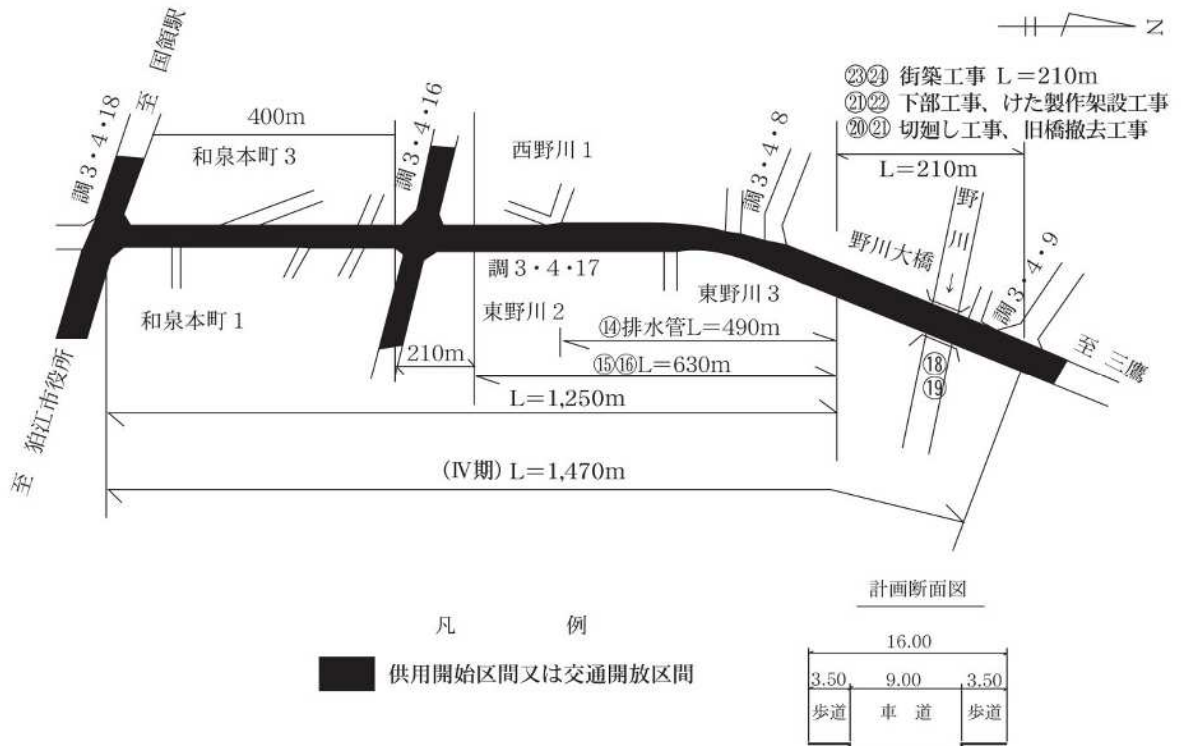 N
㉓㉔ 街築工事 L=210m
㉑㉒ 下部工事、けた製作架設工事
⑳㉑ 切廻し工事、旧橋撤去工事
L=210m
至 国領駅
調3・4・18
400m
和泉本町3
調3・4・16
西野川1
調3・4・8
野川
野川大橋
↓
調3・4・9
調3・4・17
和泉本町1
東野川2
東野川3
⑭排水管L=490m
210m
⑮⑯L=630m
⑱
⑲
至 三鷹
L=1,250m
至 狛江市役所
(Ⅳ期) L=1,470m
計画断面図
16.00
3.50 9.00 3.50
歩道 車 道 歩道
凡 例
供用開始区間又は交通開放区間